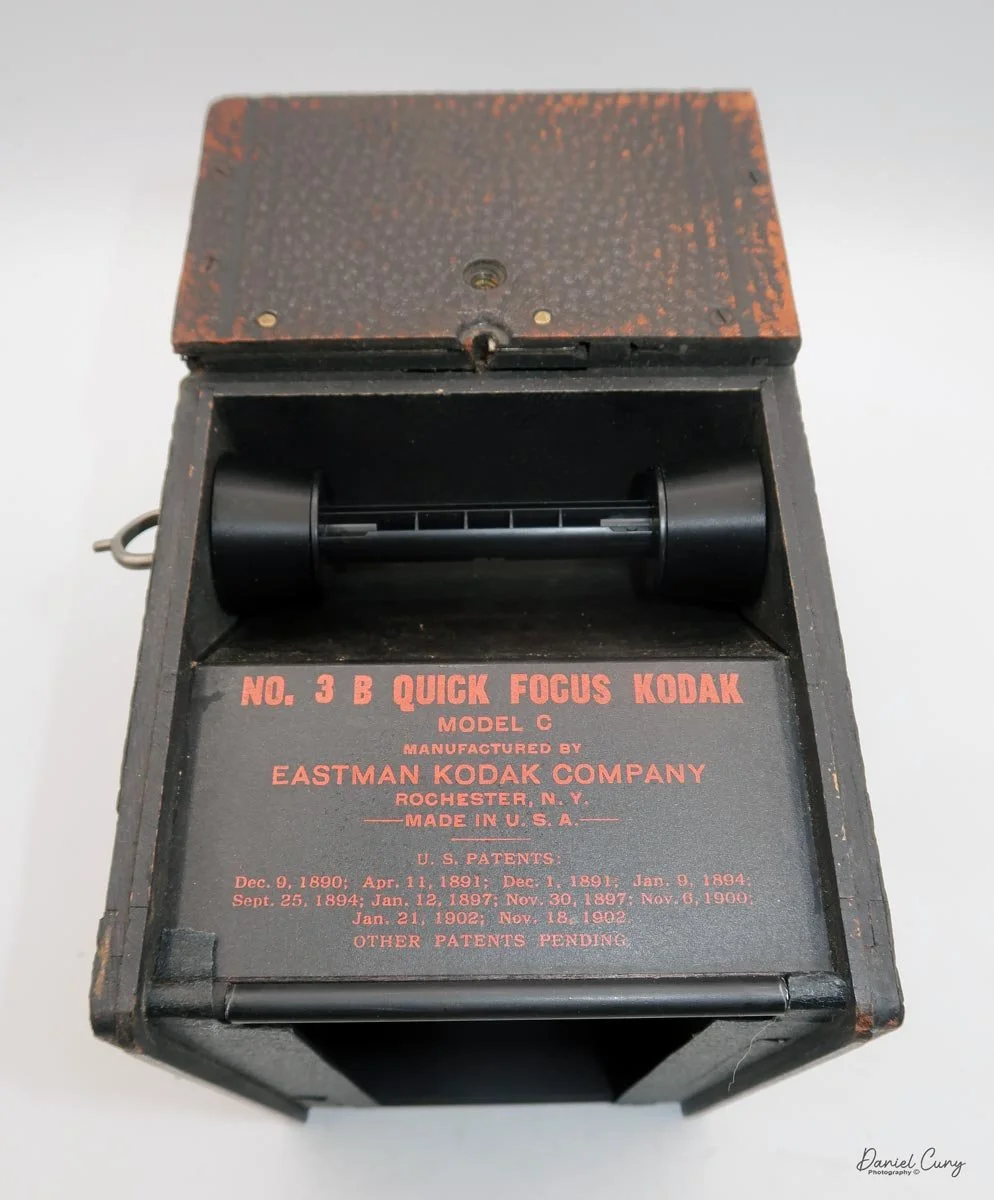 NO. 3 B QUICK FOCUS KODAK
MODEL C
MANUFACTURED BY
EASTMAN KODAK COMPANY
ROCHESTER, N. Y.
MADE IN U. S. A.
U. S. PATENTS:
Dec. 9, 1890; Apr. 11, 1891; Dec. 1, 1891; Jan. 9, 1894;
Sept. 25, 1894; Jan. 12, 1897; Nov. 30, 1897; Nov. 6, 1900;
Jan. 21, 1902; Nov. 18, 1902.
OTHER PATENTS PENDING
Daniel Cuny
Photography ©